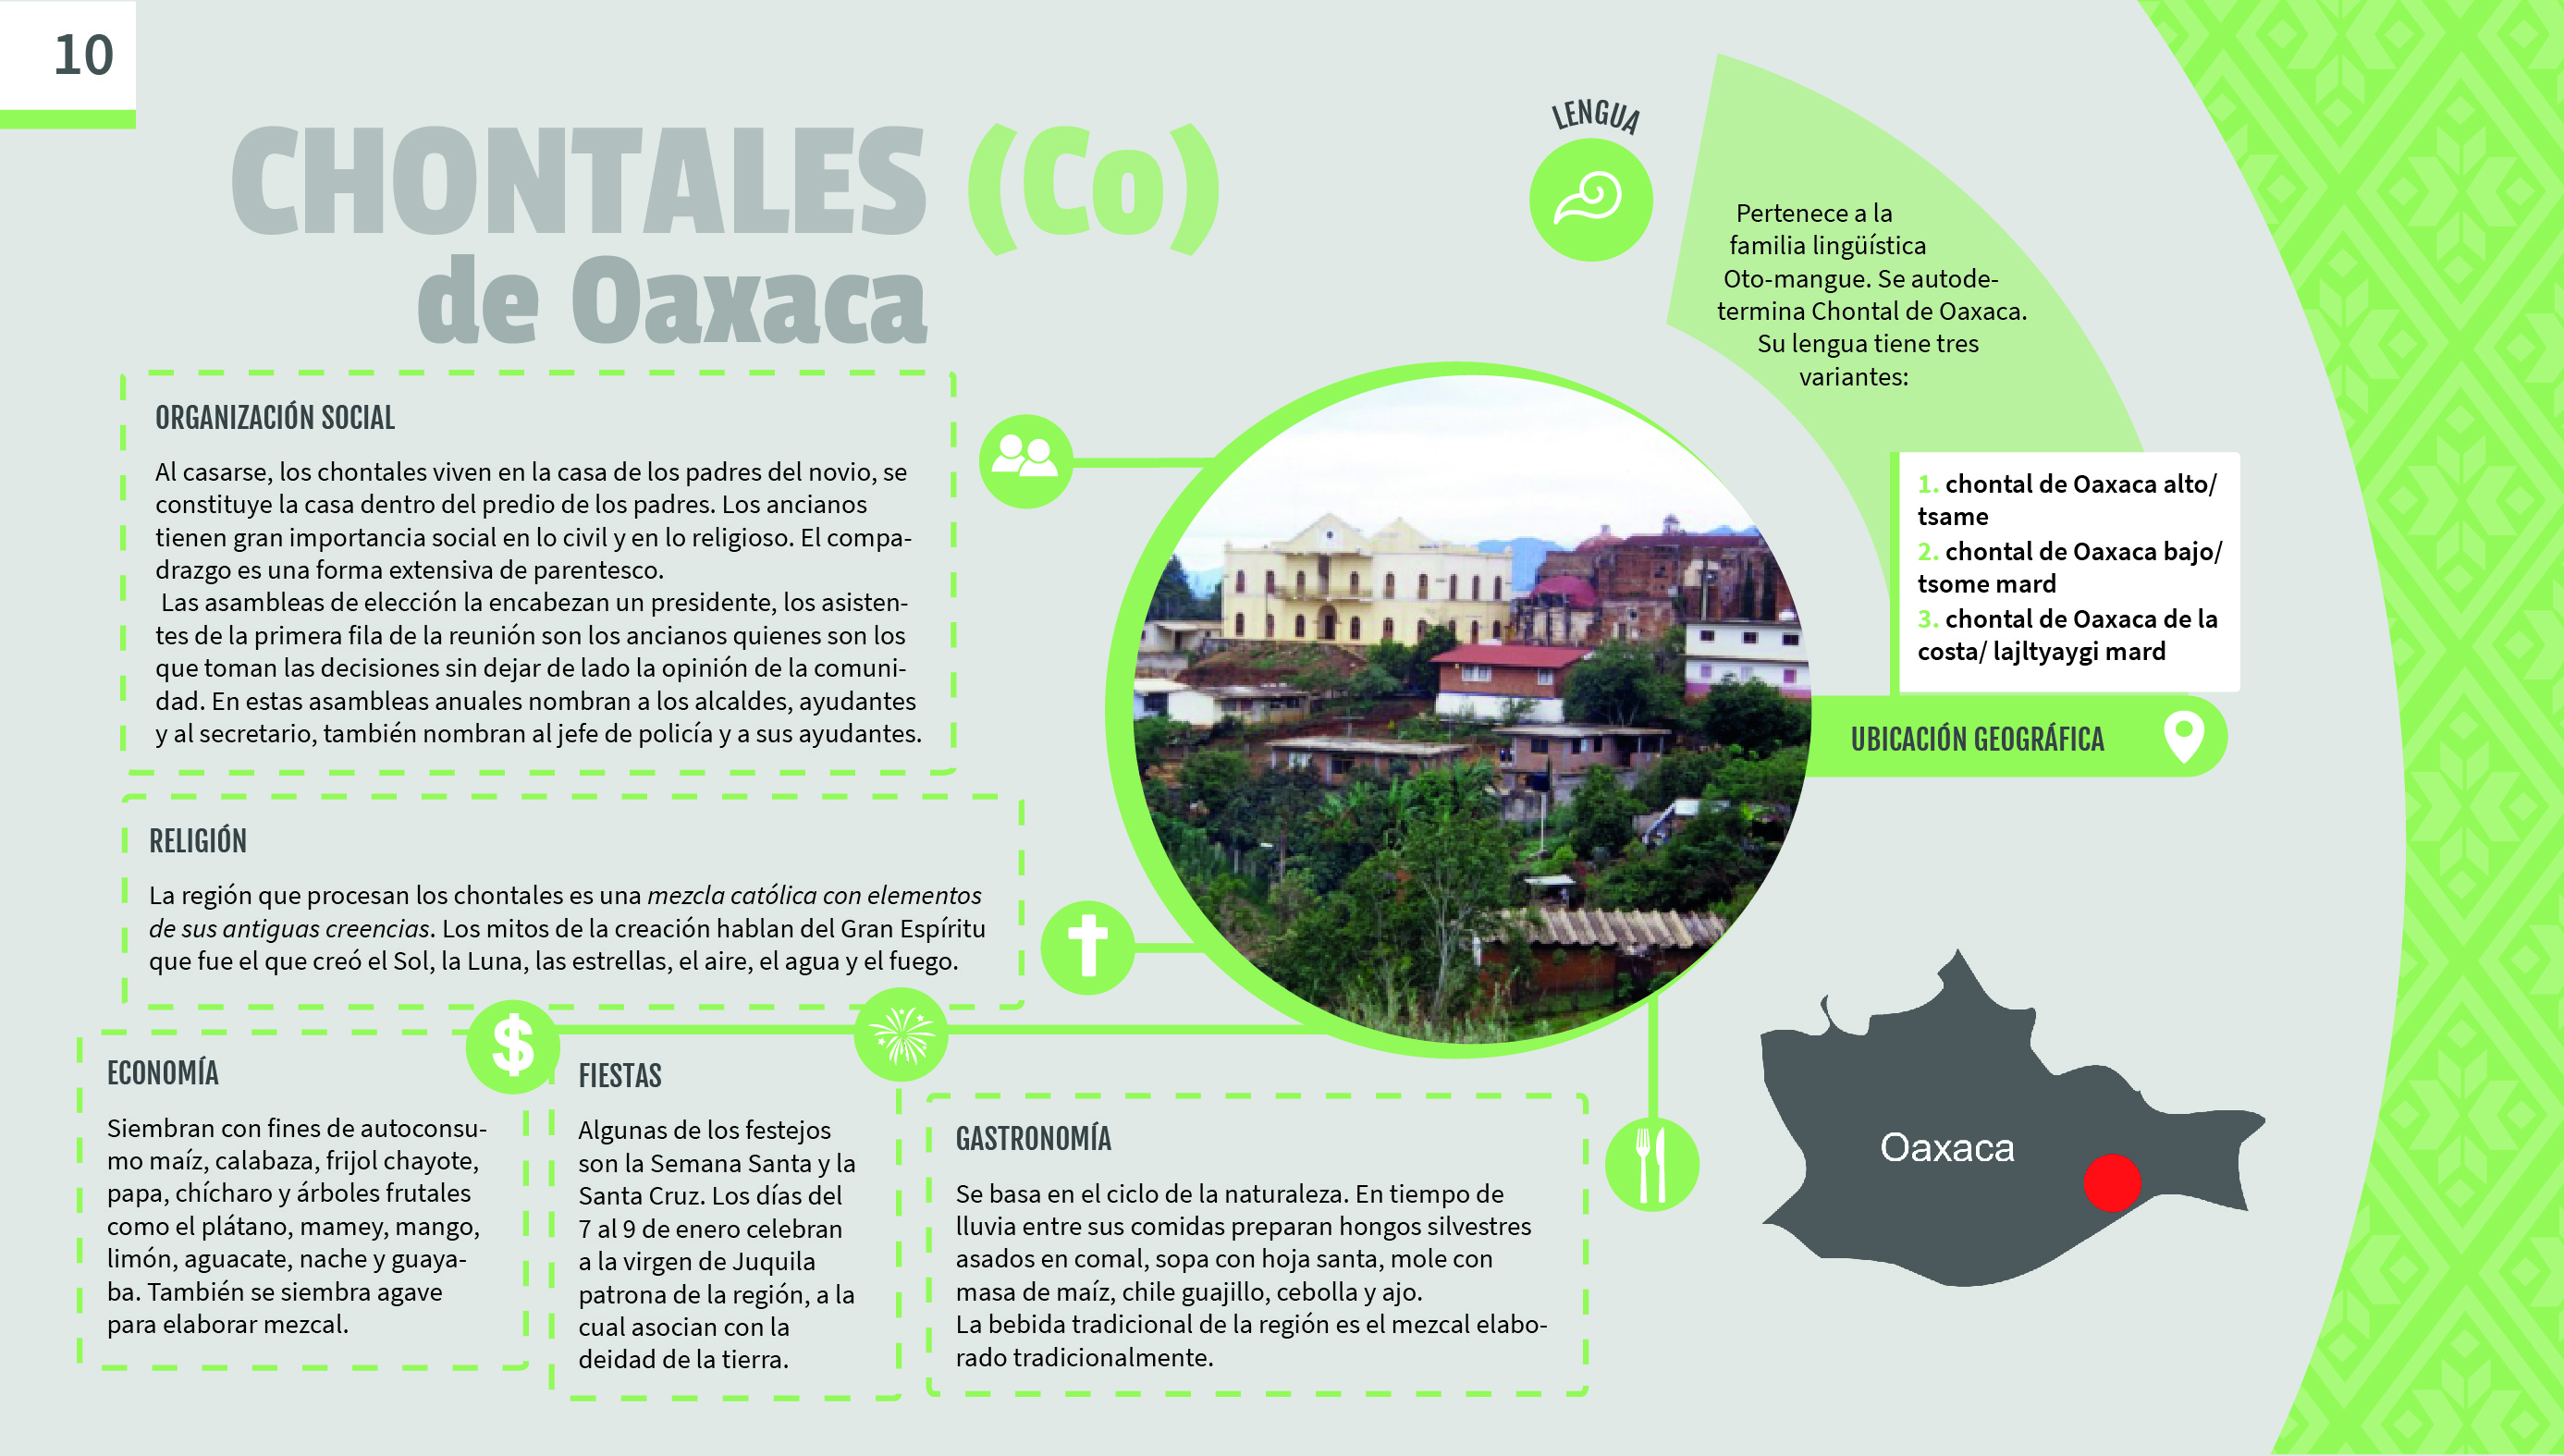 10
CHONTALES (Co)
de Oaxaca
LENGUA
Pertenece a la
familia lingüística
Oto-mangue. Se autode-
termina Chontal de Oaxaca.
Su lengua tiene tres
variantes:
1. chontal de Oaxaca alto/
tsame
2. chontal de Oaxaca bajo/
tsome mard
3. chontal de Oaxaca de la
costa/ lajltyaygi mard
UBICACIÓN GEOGRÁFICA
Oaxaca
ORGANIZACIÓN SOCIAL
Al casarse, los chontales viven en la casa de los padres del novio, se
constituye la casa dentro del predio de los padres. Los ancianos
tienen gran importancia social en lo civil y en lo religioso. El compa-
drazgo es una forma extensiva de parentesco.
Las asambleas de elección la encabezan un presidente, los asisten-
tes de la primera fila de la reunión son los ancianos quienes son los
que toman las decisiones sin dejar de lado la opinión de la comuni-
dad. En estas asambleas anuales nombran a los alcaldes, ayudantes
y al secretario, también nombran al jefe de policía y a sus ayudantes.
RELIGIÓN
La región que procesan los chontales es una mezcla católica con elementos
de sus antiguas creencias. Los mitos de la creación hablan del Gran Espíritu
que fue el que creó el Sol, la Luna, las estrellas, el aire, el agua y el fuego.
$
ECONOMÍA
Siembran con fines de autoconsu-
mo maíz, calabaza, frijol chayote,
papa, chícharo y árboles frutales
como el plátano, mamey, mango,
limón, aguacate, nache y guaya-
ba. También se siembra agave
para elaborar mezcal.
FIESTAS
Algunas de los festejos
son la Semana Santa y la
Santa Cruz. Los días del
7 al 9 de enero celebran
a la virgen de Juquila
patrona de la región, a la
cual asocian con la
deidad de la tierra.
GASTRONOMÍA
Se basa en el ciclo de la naturaleza. En tiempo de
lluvia entre sus comidas preparan hongos silvestres
asados en comal, sopa con hoja santa, mole con
masa de maíz, chile guajillo, cebolla y ajo.
La bebida tradicional de la región es el mezcal elabo-
rado tradicionalmente.